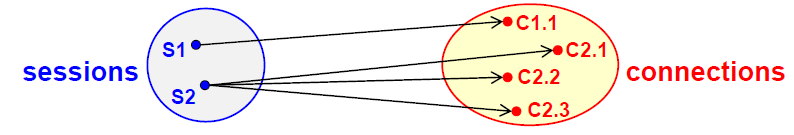 C1.1
S1
C2.1
sessions
C2.2
connections
S2
C2.3